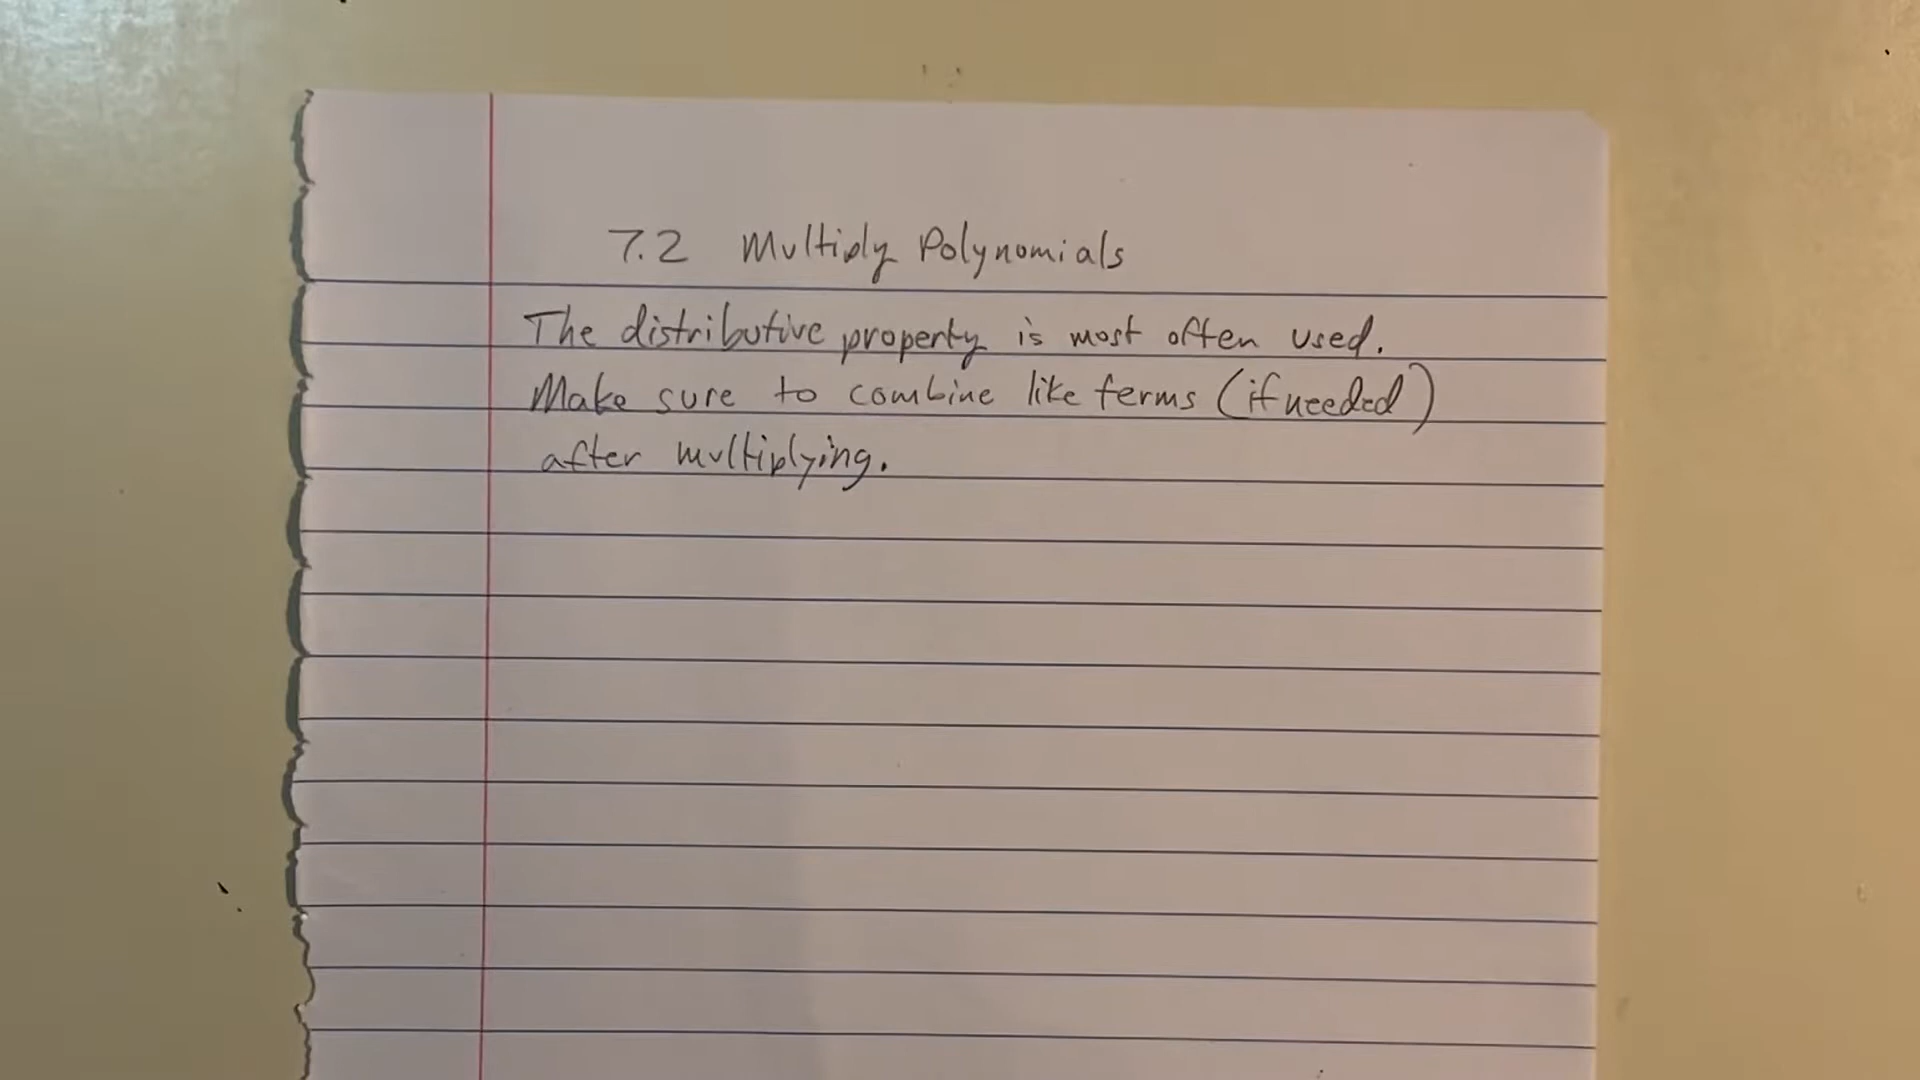 7.2 Multiply Polynomials
The distributive property is most often used.
Make sure to combine like terms (if needed)
after multiplying.